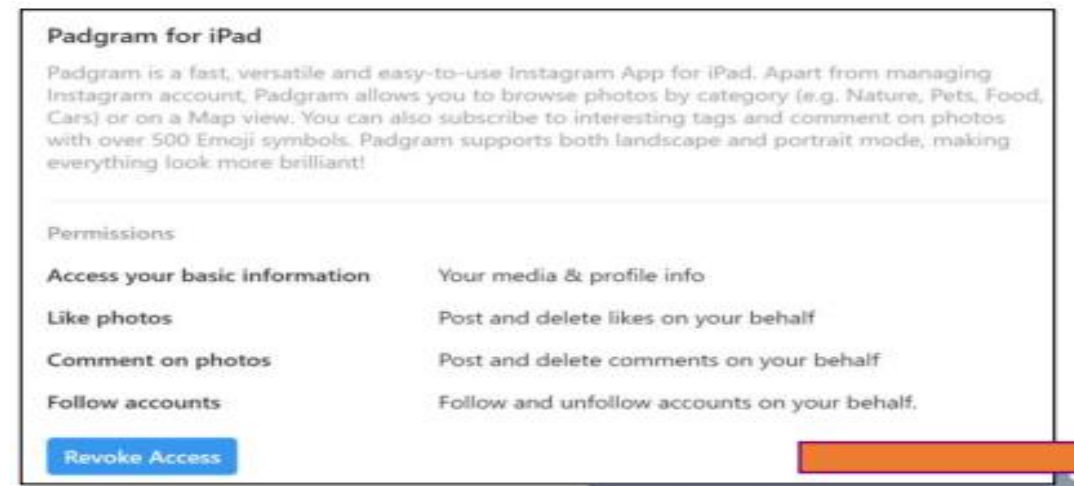 Padgram for iPad
Padgram is a fast, versatile and easy-to-use Instagram App for iPad. Apart from managing
Instagram account, Padgram allows you to browse photos by category (e.g. Nature, Pets, Food,
Cars) or on a Map view. You can also subscribe to interesting tags and comment on photos
with over 500 Emoji symbols. Padgram supports both landscape and portrait mode, making
everything look more brilliant!
Permissions
Access your basic information Your media & profile info
Like photos Post and delete likes on your behalf
Comment on photos Post and delete comments on your behalf
Follow accounts Follow and unfollow accounts on your behalf.
Revoke Access